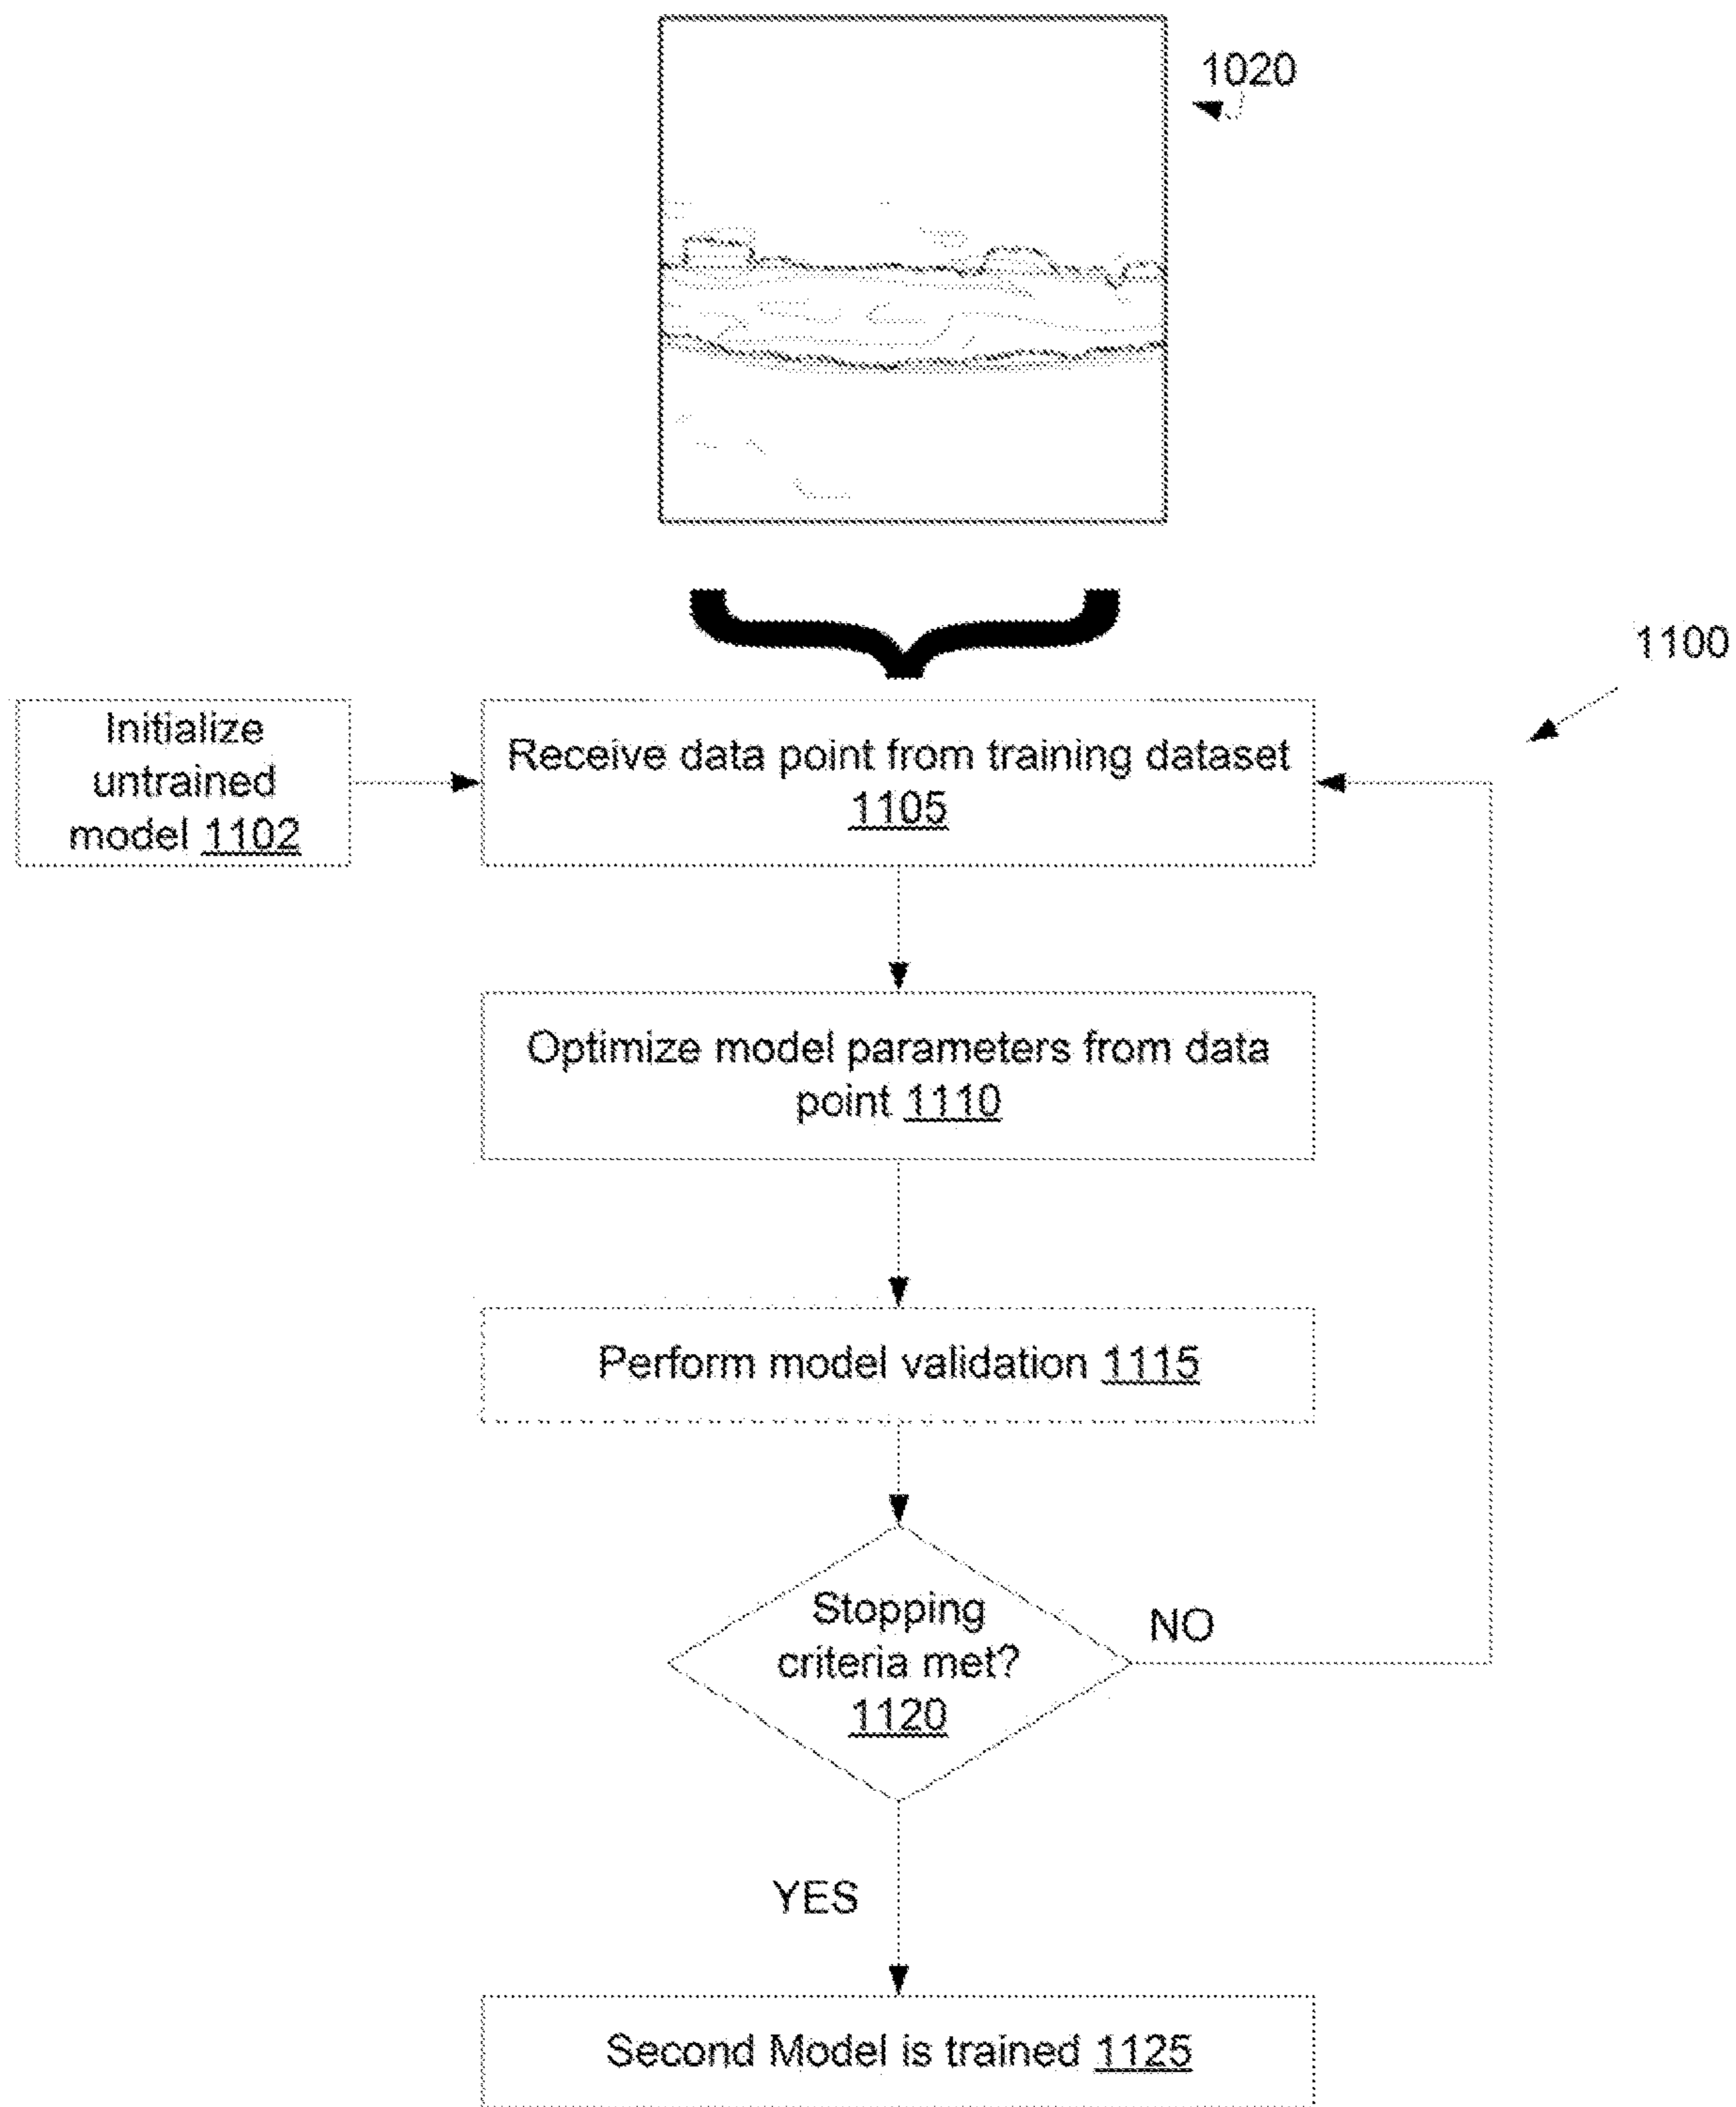 1020
1100
Initialize
untrained
model 1102
Receive data point from training dataset
1105
Optimize model parameters from data
point 1110
Perform model validation 1115
Stopping
criteria met?
1120
NO
YES
Second Model is trained 1125